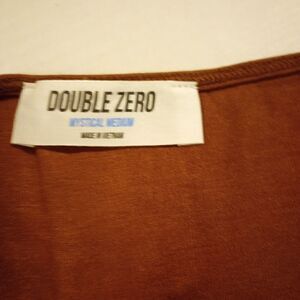 DOUBLE ZERO
MYSTICAL MEDIUM
MADE IN VIETNAM